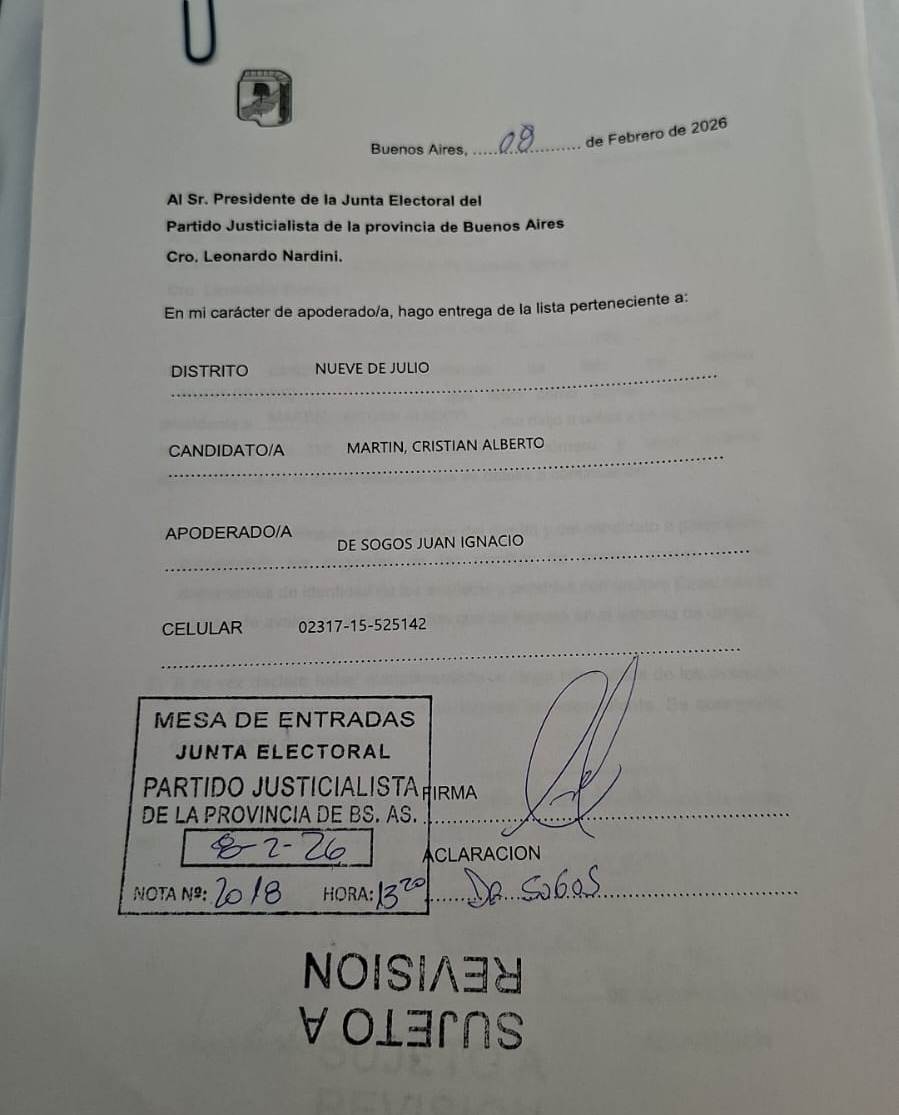 Buenos Aires, .....08........... de Febrero de 2026
Al Sr. Presidente de la Junta Electoral del
Partido Justicialista de la provincia de Buenos Aires
Cro. Leonardo Nardini.
En mi carácter de apoderado/a, hago entrega de la lista perteneciente a:
DISTRITO NUEVE DE JULIO
CANDIDATO/A MARTIN, CRISTIAN ALBERTO
APODERADO/A DE SOGOS JUAN IGNACIO
CELULAR 02317-15-525142
MESA DE ENTRADAS
JUNTA ELECTORAL
PARTIDO JUSTICIALISTA
DE LA PROVINCIA DE BS. AS.
8-2-26
NOTA Nº: 2018 HORA: 13 20
FIRMA
ACLARACION
De SOGOS
SUJETO A
REVISION